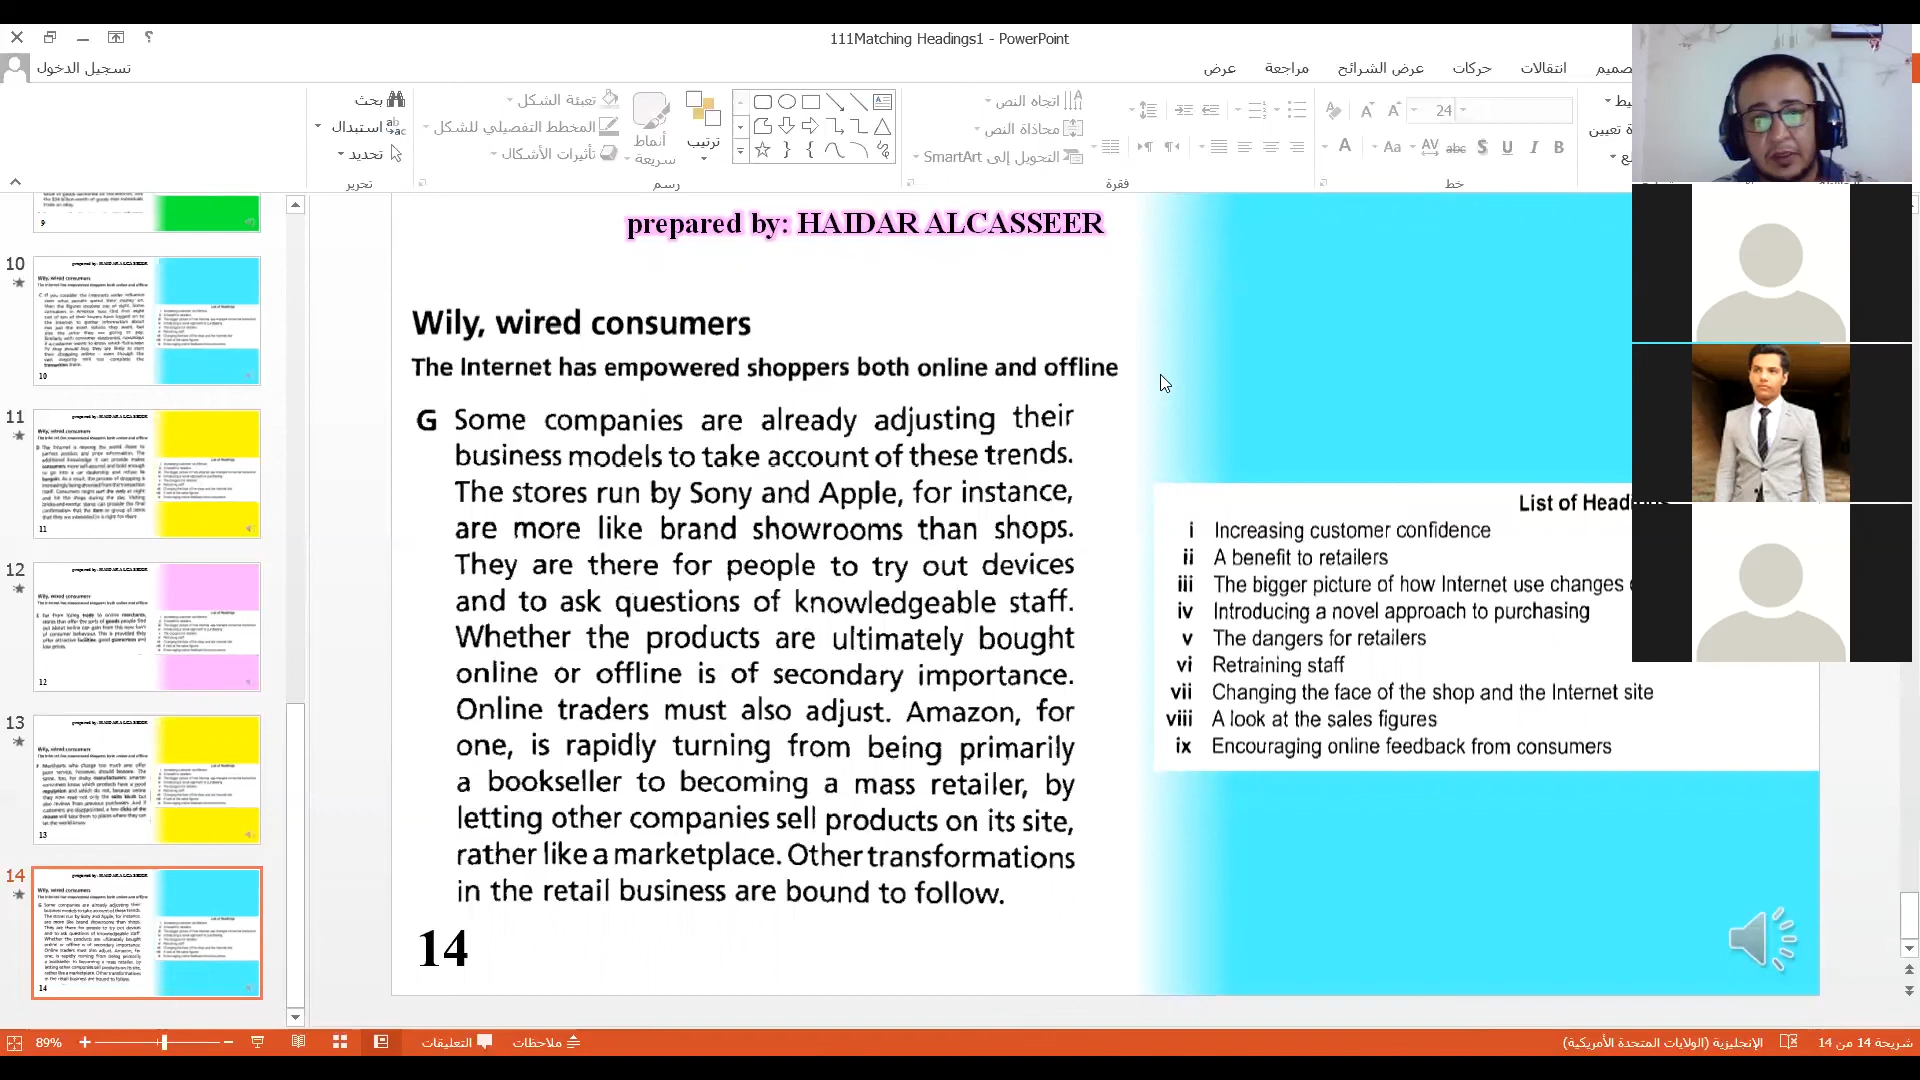 111Matching Headings1 - PowerPoint
تسجيل الدخول
عرض
مراجعة
عرض الشرائح
حركات
انتقالات
بحث
استبدال
تحديد
تحرير
تعبئة الشكل
المخطط التفصيلي للشكل
تأثيرات الأشكال
أنماط
سريعة
ترتيب
رسم
اتجاه النص
محاذاة النص
التحويل إلى SmartArt
فقرة
24
خط
prepared by: HAIDAR ALCASSEER
Wily, wired consumers
The Internet has empowered shoppers both online and offline
G Some companies are already adjusting their
business models to take account of these trends.
The stores run by Sony and Apple, for instance,
are more like brand showrooms than shops.
They are there for people to try out devices
and to ask questions of knowledgeable staff.
Whether the products are ultimately bought
online or offline is of secondary importance.
Online traders must also adjust. Amazon, for
one, is rapidly turning from being primarily
a bookseller to becoming a mass retailer, by
letting other companies sell products on its site,
rather like a marketplace. Other transformations
in the retail business are bound to follow.
14
List of
i Increasing customer confidence
ii A benefit to retailers
iii The bigger picture of how Internet use changes
iv Introducing a novel approach to purchasing
v The dangers for retailers
vi Retraining staff
vii Changing the face of the shop and the Internet site
viii A look at the sales figures
ix Encouraging online feedback from consumers
9
10
11
12
13
14
89%
التعليقات
ملاحظات
الإنجليزية (الولايات المتحدة الأمريكية)
شريحة 14 من 14